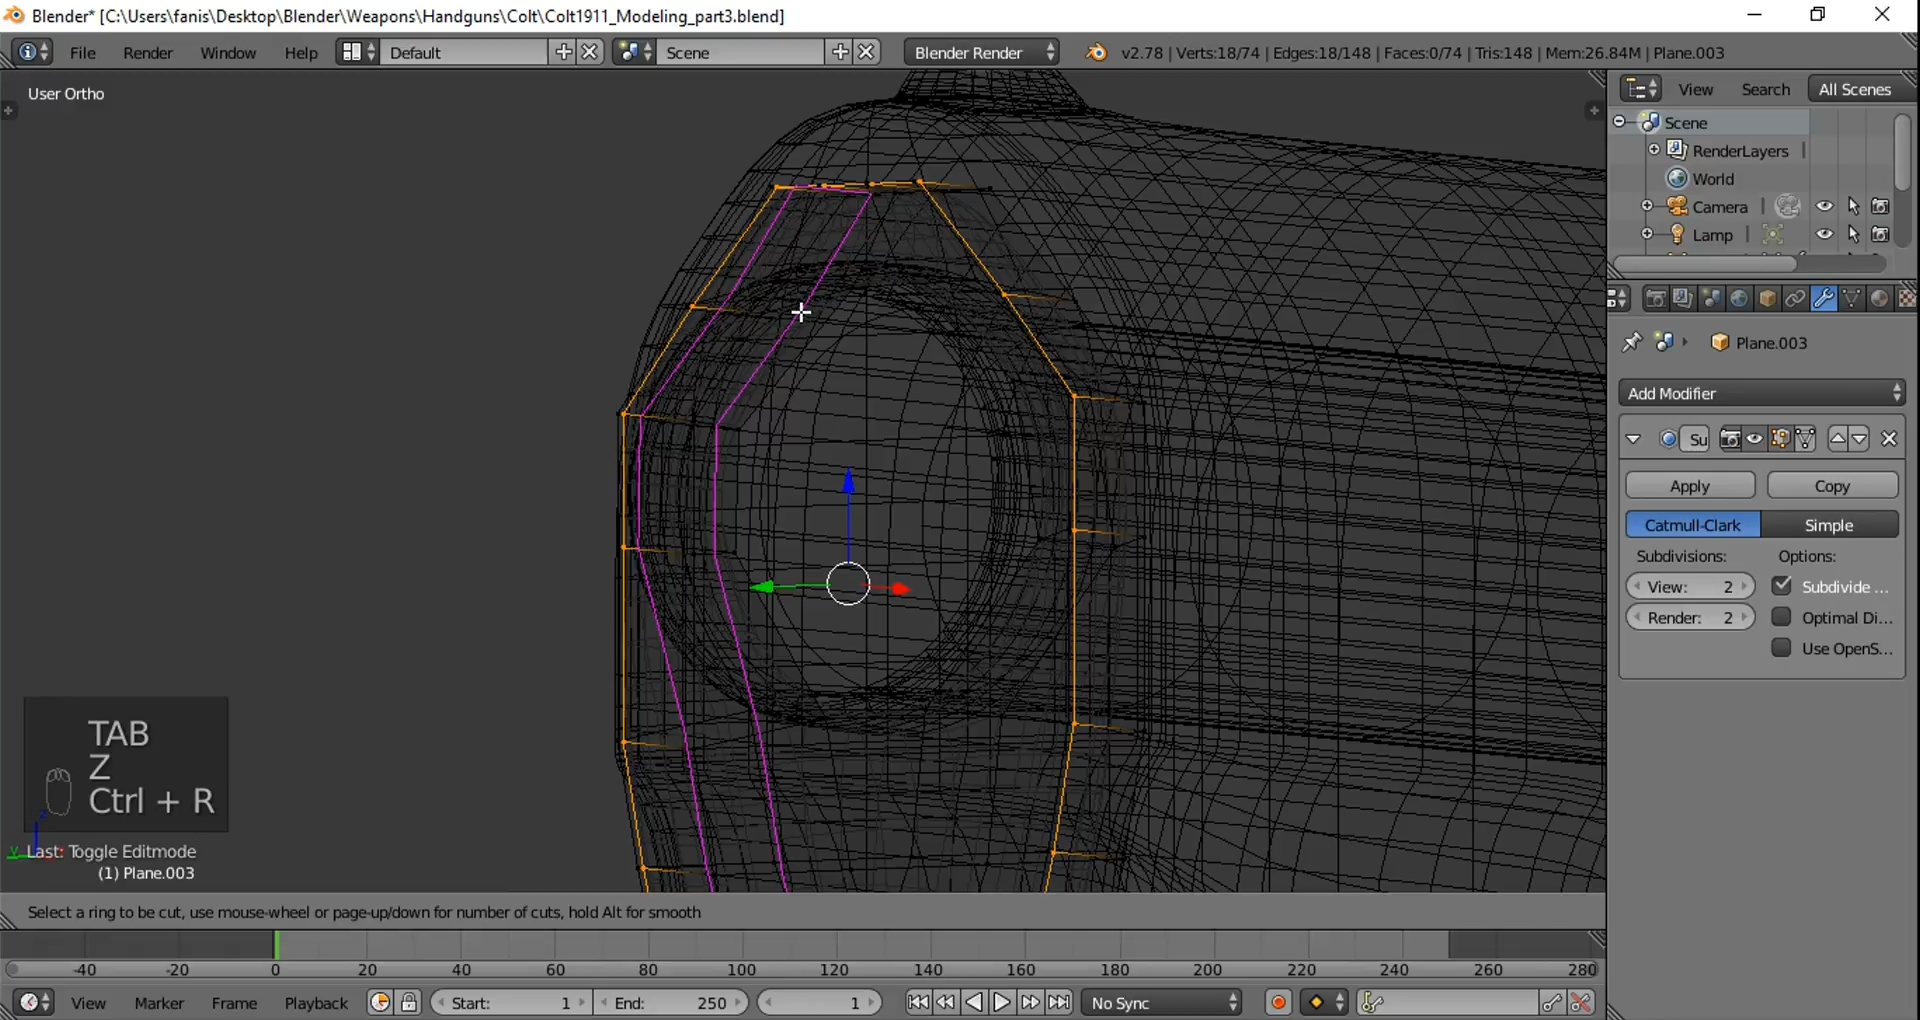 Blender* [C:\Users\fanis\Desktop\Blender\Weapons\Handguns\Colt\Colt1911_Modeling_part3.blend]
File Render Window Help Default Scene Blender Render v2.78 | Verts:18/74 | Edges:18/148 | Faces:0/74 | Tris:148 | Mem:26.84M | Plane.003
User Ortho
View Search All Scenes
Scene
RenderLayers
World
Camera
Lamp
Plane.003
Add Modifier
Su
Apply Copy
Catmull-Clark Simple
Subdivisions: Options:
View: 2 Subdivide ...
Render: 2 Optimal Di...
Use OpenS...
TAB
Z
Ctrl + R
Last: Toggle Editmode
(1) Plane.003
Select a ring to be cut, use mouse-wheel or page-up/down for number of cuts, hold Alt for smooth
-40 -20 0 20 40 60 80 100 120 140 160 180 200 220 240 260 280
View Marker Frame Playback Start: 1 End: 250 1 No Sync